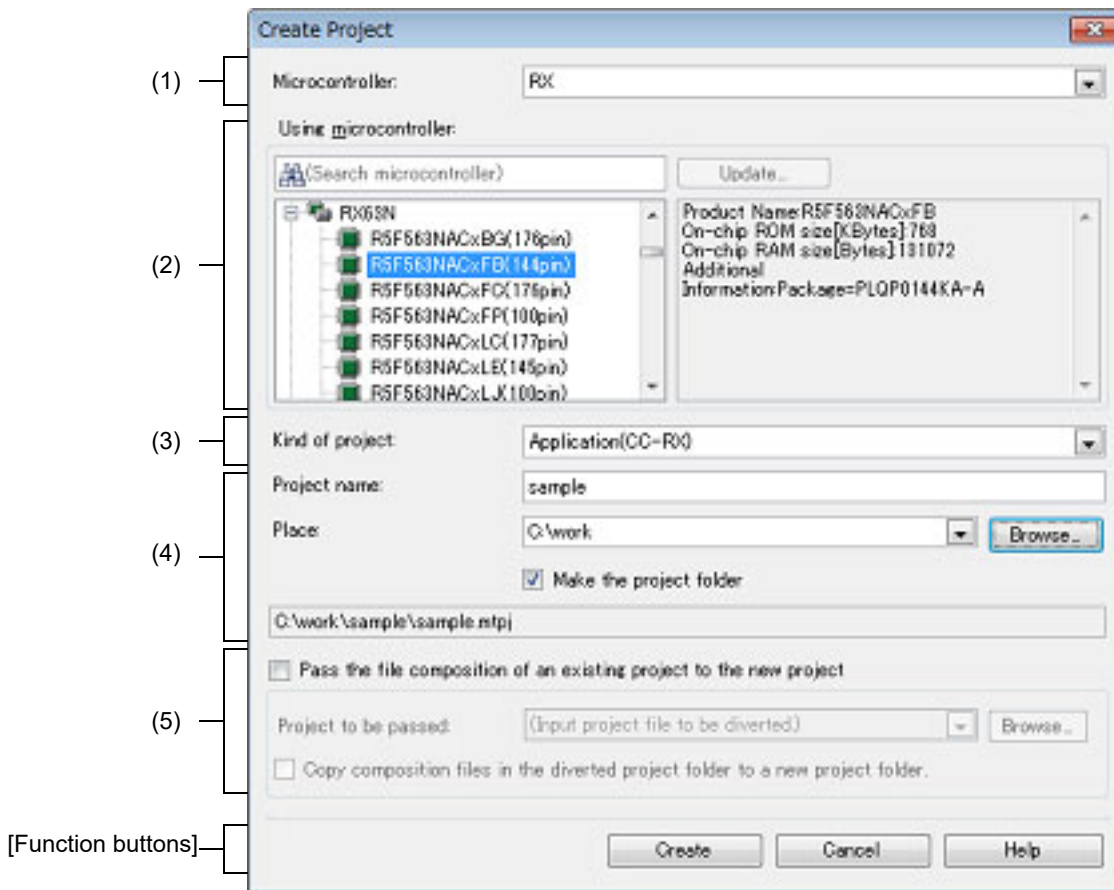 Create Project
(1)
Microcontroller:
RX
Using microcontroller:
(2)
(Search microcontroller)
Update...
RX63N
R5F563NACxBG(176pin)
R5F563NACxFB(144pin)
R5F563NACxFC(176pin)
R5F563NACxFP(100pin)
R5F563NACxLC(177pin)
R5F563NACxLE(145pin)
R5F563NACxLJ(100pin)
Product Name:R5F563NACxFB
On-chip ROM size[KBytes]:768
On-chip RAM size[Bytes]:131072
Additional
Information:Package=PLQP0144KA-A
(3)
Kind of project:
Application(CC-RX)
(4)
Project name:
sample
Place:
C:\work
Browse...
Make the project folder
C:\work\sample\sample.mtpj
(5)
Pass the file composition of an existing project to the new project
Project to be passed:
(Input project file to be diverted)
Browse...
Copy composition files in the diverted project folder to a new project folder.
[Function buttons]
Create
Cancel
Help